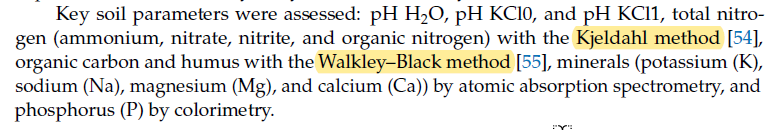 Key soil parameters were assessed: pH H₂O, pH KCl0, and pH KCl1, total nitro-
gen (ammonium, nitrate, nitrite, and organic nitrogen) with the Kjeldahl method [54],
organic carbon and humus with the Walkley–Black method [55], minerals (potassium (K),
sodium (Na), magnesium (Mg), and calcium (Ca)) by atomic absorption spectrometry, and
phosphorus (P) by colorimetry.